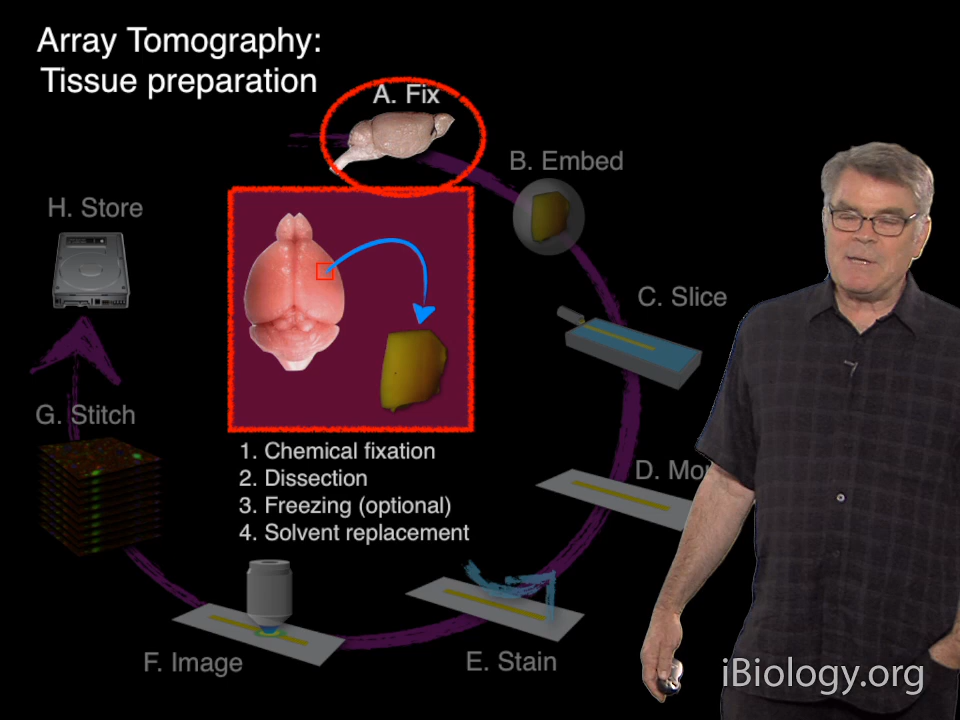 Array Tomography:
Tissue preparation
A. Fix
B. Embed
H. Store
C. Slice
G. Stitch
1. Chemical fixation
2. Dissection
3. Freezing (optional)
4. Solvent replacement
D.
F. Image
E. Stain
iBiology.org